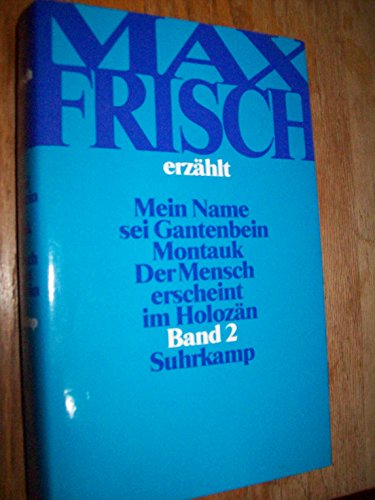 MAX
FRISCH
erzählt
Mein Name
sei Gantenbein
Montauk
Der Mensch
erscheint
im Holozän
Band 2
Suhrkamp